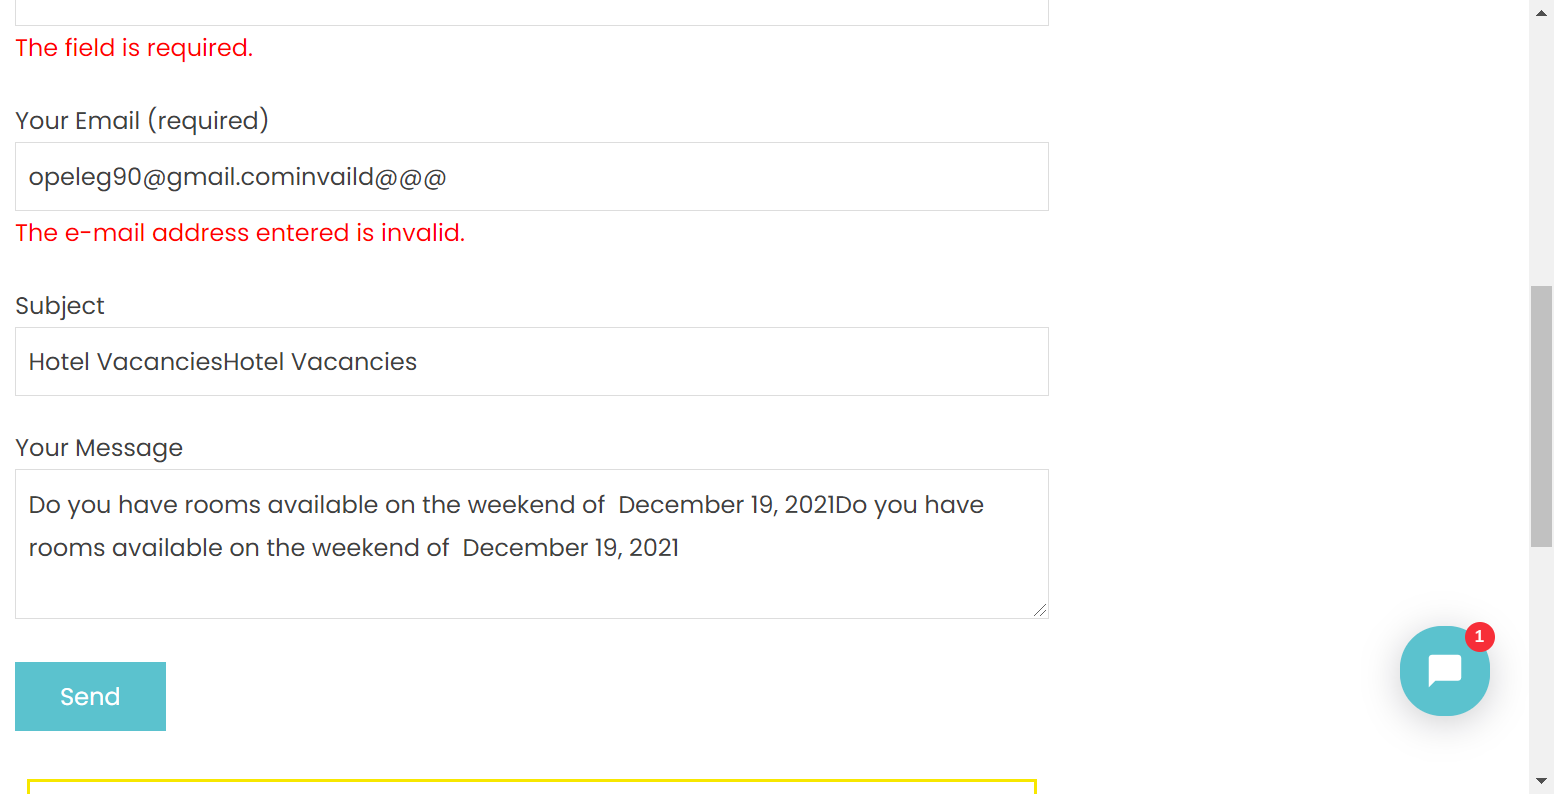 The field is required.
Your Email (required)
opeleg90@gmail.cominvaild@@@
The e-mail address entered is invalid.
Subject
Hotel VacanciesHotel Vacancies
Your Message
Do you have rooms available on the weekend of  December 19, 2021Do you have
rooms available on the weekend of  December 19, 2021
Send
1